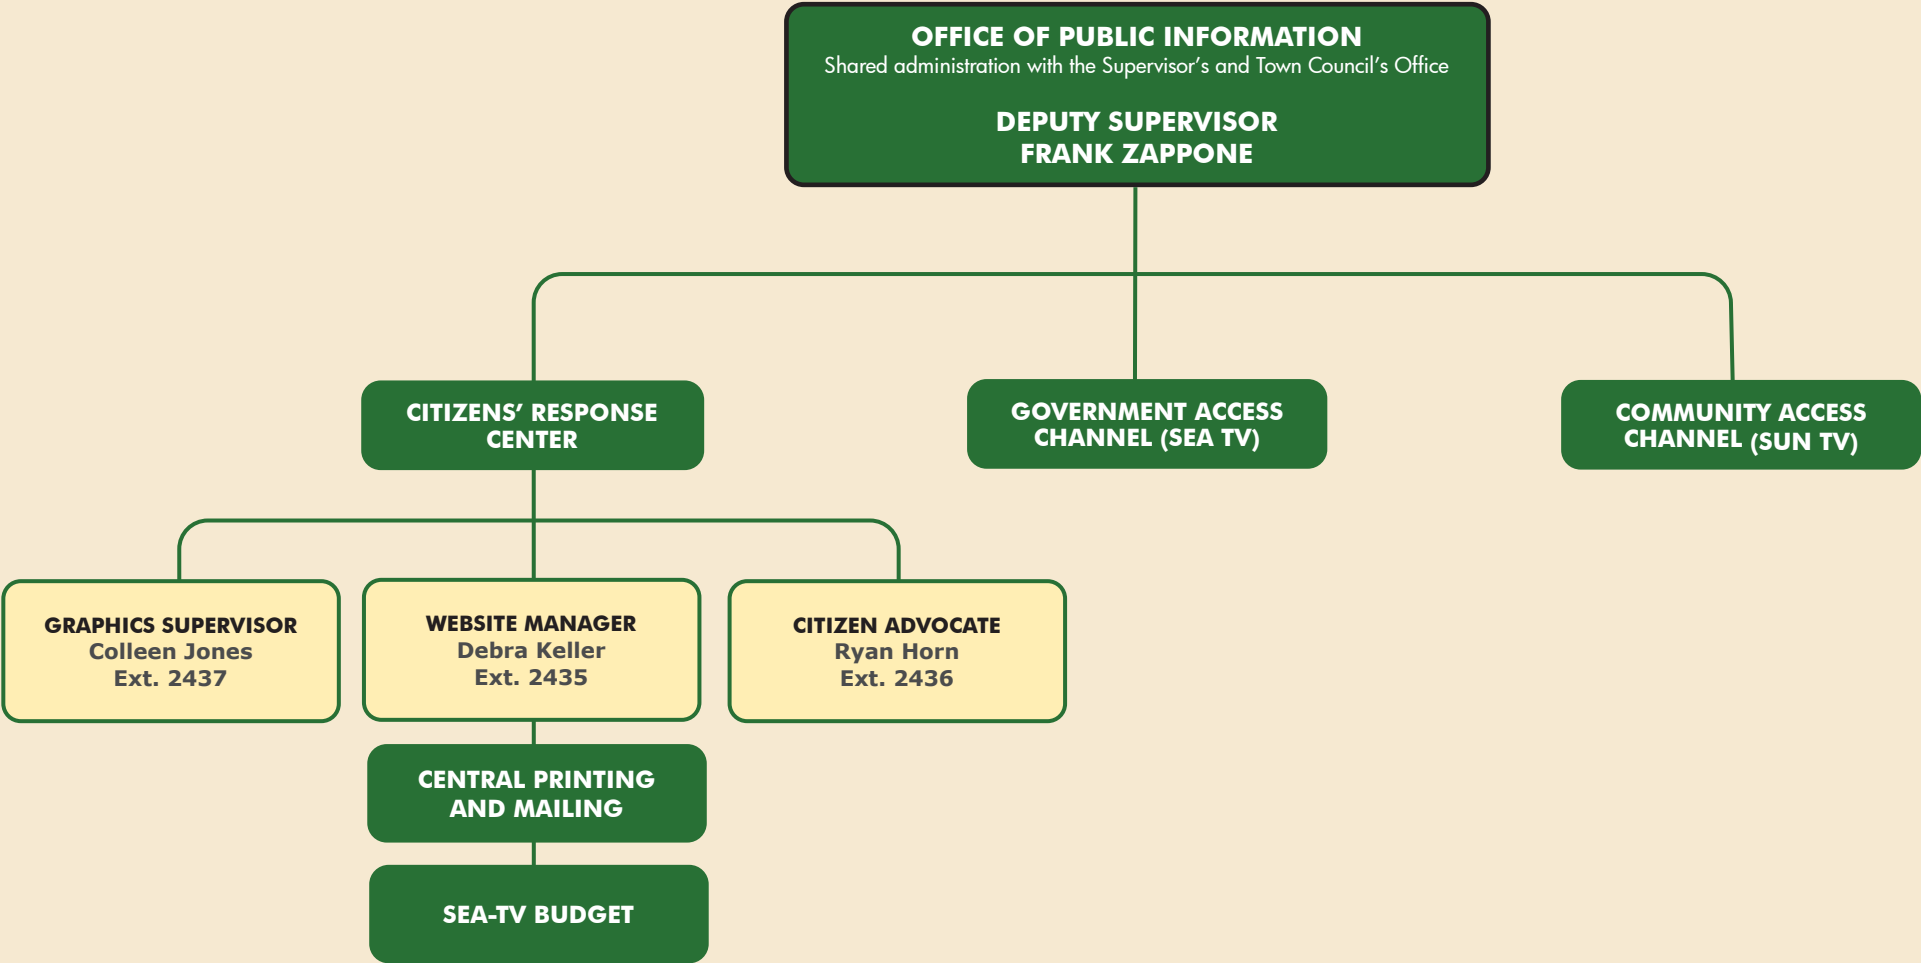 OFFICE OF PUBLIC INFORMATION
Shared administration with the Supervisor’s and Town Council’s Office
DEPUTY SUPERVISOR
FRANK ZAPPONE
CITIZENS’ RESPONSE
CENTER
GOVERNMENT ACCESS
CHANNEL (SEA TV)
COMMUNITY ACCESS
CHANNEL (SUN TV)
GRAPHICS SUPERVISOR
Colleen Jones
Ext. 2437
WEBSITE MANAGER
Debra Keller
Ext. 2435
CITIZEN ADVOCATE
Ryan Horn
Ext. 2436
CENTRAL PRINTING
AND MAILING
SEA-TV BUDGET